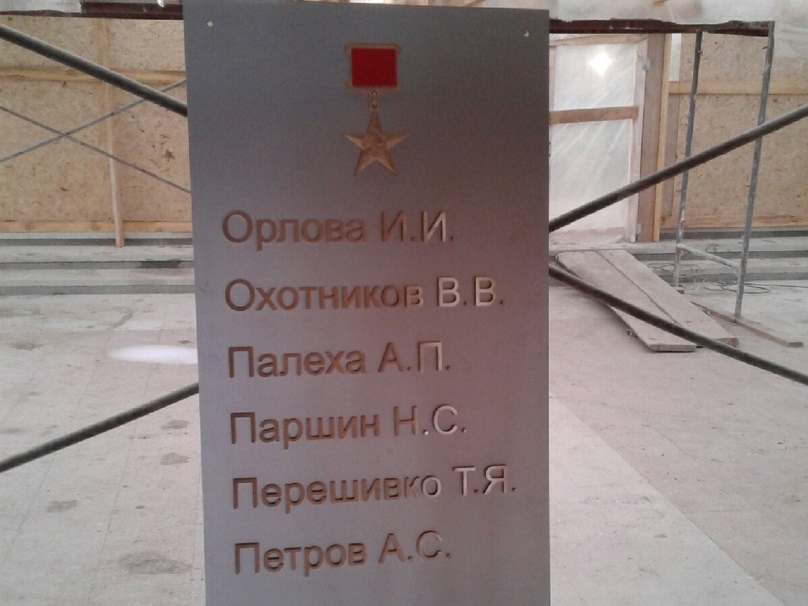 Орлова И.И.
Охотников В.В.
Палеха А.П.
Паршин Н.С.
Перешивко Т.Я.
Петров А.С.